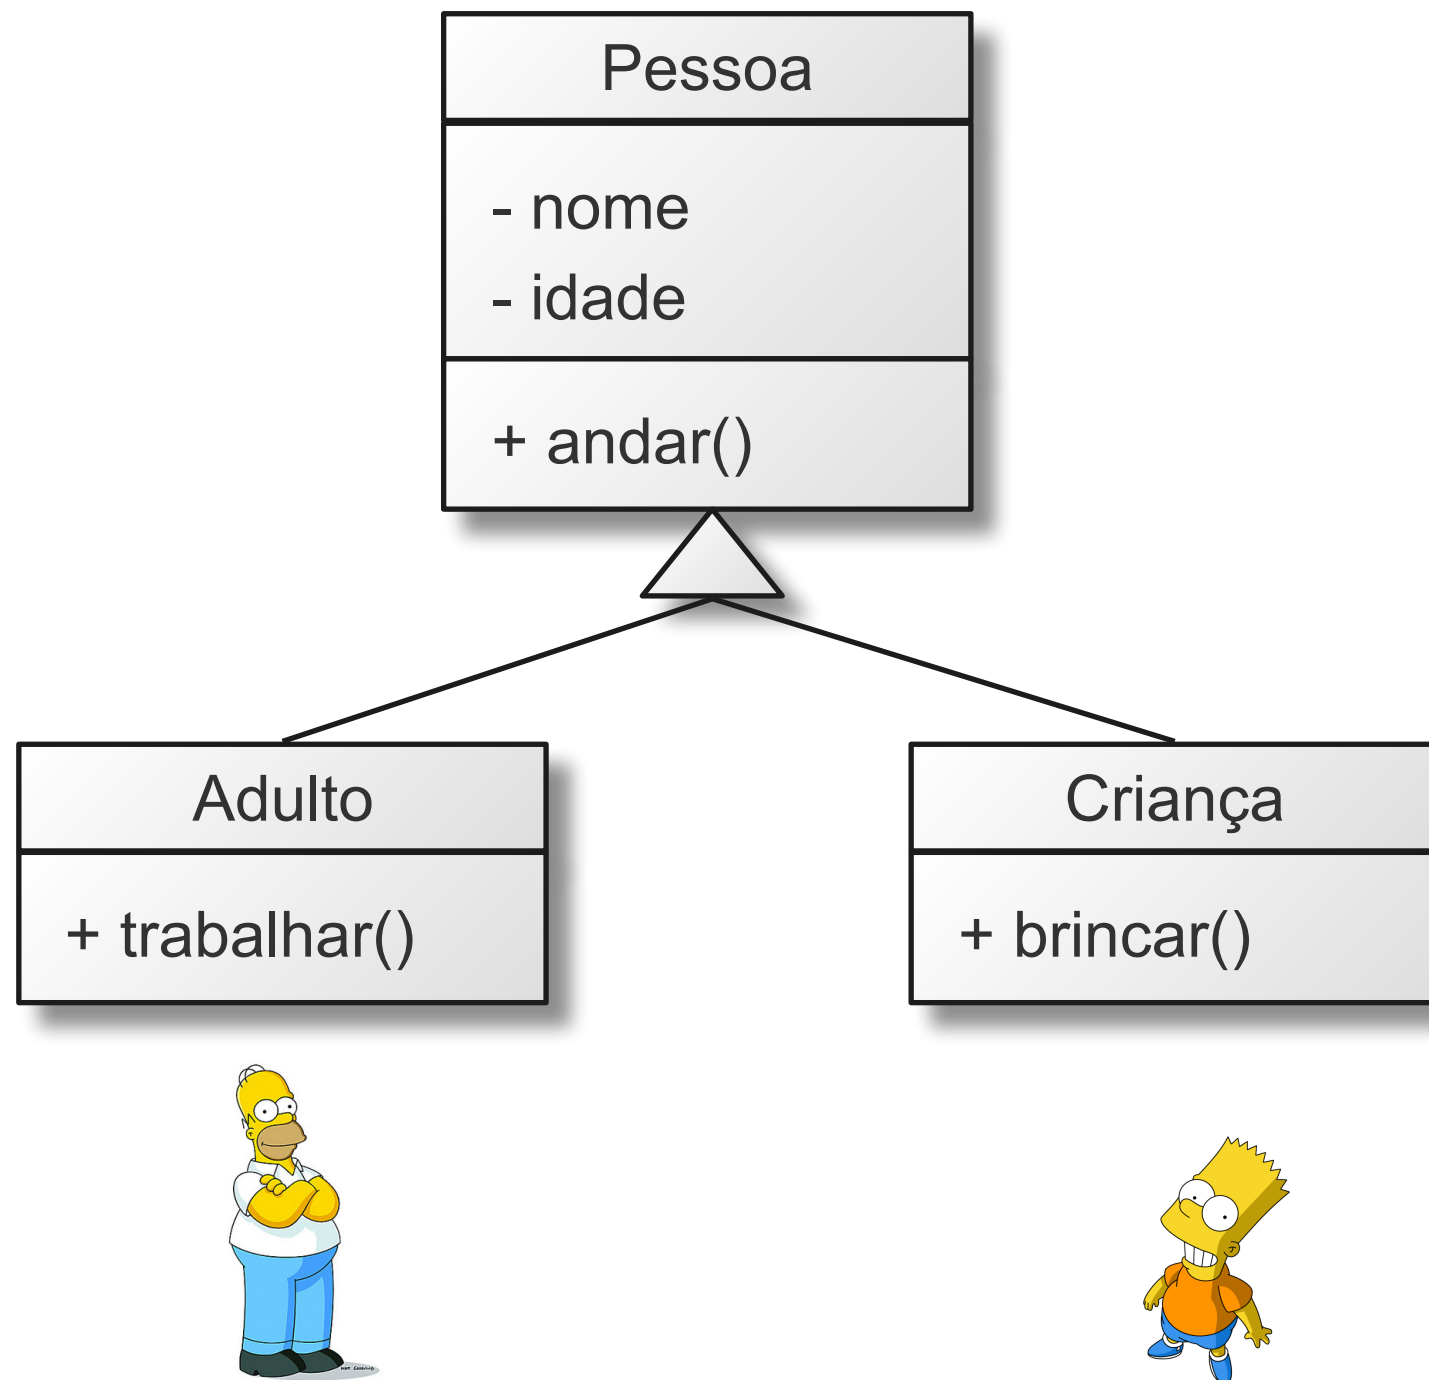 Pessoa
- nome
- idade
+ andar()
Adulto
+ trabalhar()
Criança
+ brincar()